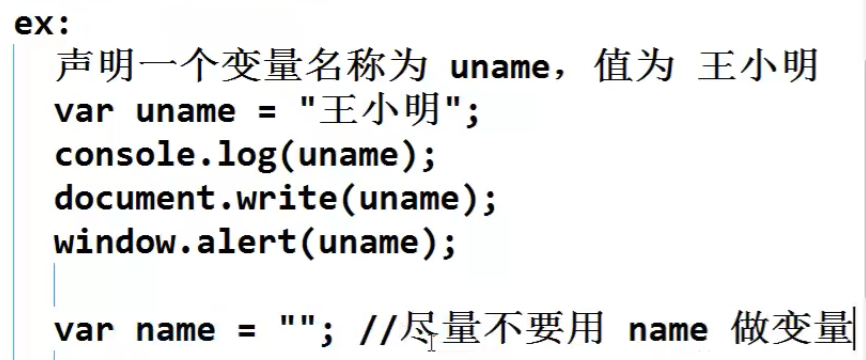 ex:
声明一个变量名称为 uname，值为 王小明
var uname = "王小明";
console.log(uname);
document.write(uname);
window.alert(uname);
var name = ""; //尽量不要用 name 做变量